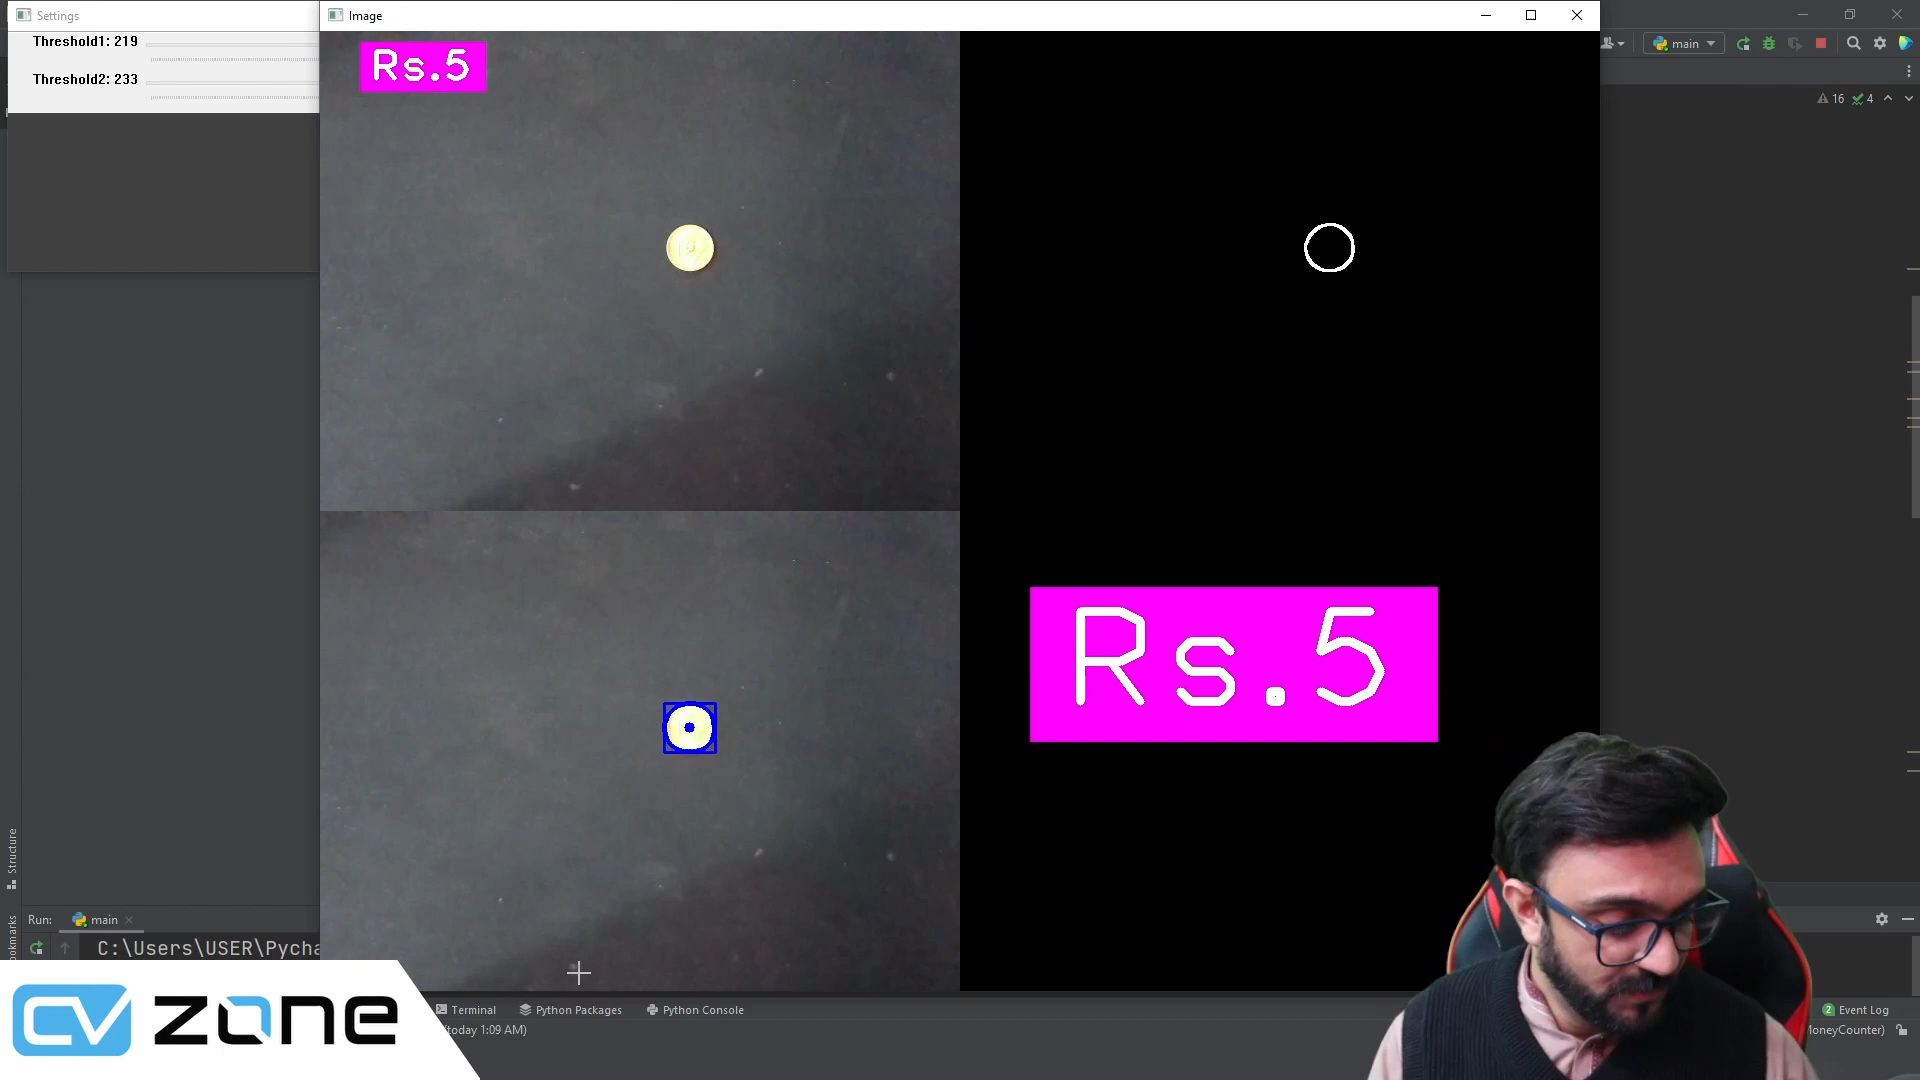 Settings
Threshold1: 219
Threshold2: 233
Image
Rs.5
Rs.5
main
16
4
Structure
Run:
main
C:\Users\USER\Pycha
Terminal
Python Packages
Python Console
Event Log
today 1:09 AM)
CV zone